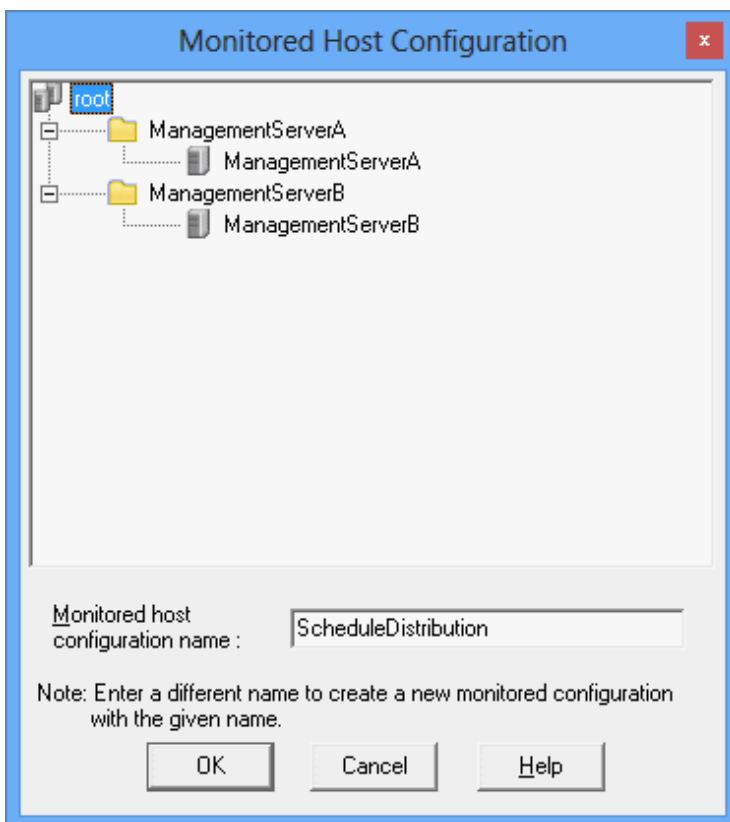 Monitored Host Configuration
x
root
ManagementServerA
ManagementServerA
ManagementServerB
ManagementServerB
Monitored host
configuration name :
ScheduleDistribution
Note: Enter a different name to create a new monitored configuration
with the given name.
OK Cancel Help